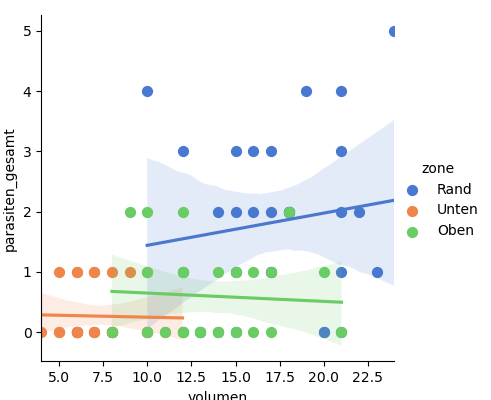 5
4
3
2
1
0
parasiten_gesamt
5.0 7.5 10.0 12.5 15.0 17.5 20.0 22.5
volumen
zone
Rand
Unten
Oben